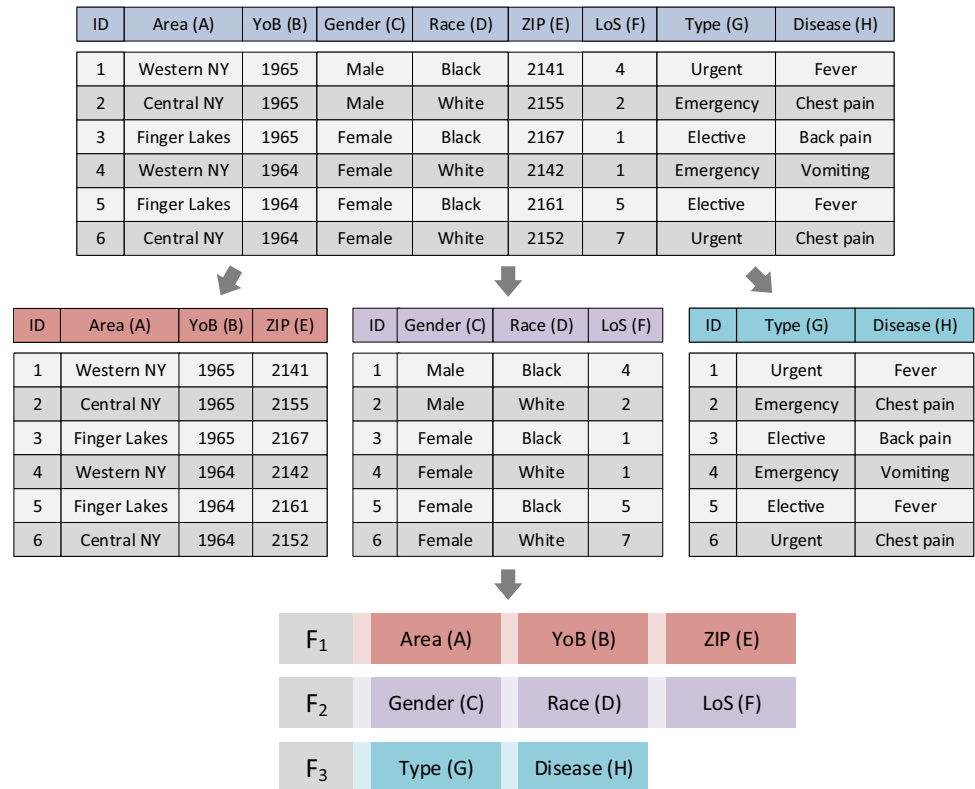 ID Area (A) YoB (B) Gender (C) Race (D) ZIP (E) LoS (F) Type (G) Disease (H)
1 Western NY 1965 Male Black 2141 4 Urgent Fever
2 Central NY 1965 Male White 2155 2 Emergency Chest pain
3 Finger Lakes 1965 Female Black 2167 1 Elective Back pain
4 Western NY 1964 Female White 2142 1 Emergency Vomiting
5 Finger Lakes 1964 Female Black 2161 5 Elective Fever
6 Central NY 1964 Female White 2152 7 Urgent Chest pain
ID Area (A) YoB (B) ZIP (E)
1 Western NY 1965 2141
2 Central NY 1965 2155
3 Finger Lakes 1965 2167
4 Western NY 1964 2142
5 Finger Lakes 1964 2161
6 Central NY 1964 2152
ID Gender (C) Race (D) LoS (F)
1 Male Black 4
2 Male White 2
3 Female Black 1
4 Female White 1
5 Female Black 5
6 Female White 7
ID Type (G) Disease (H)
1 Urgent Fever
2 Emergency Chest pain
3 Elective Back pain
4 Emergency Vomiting
5 Elective Fever
6 Urgent Chest pain
F₁ Area (A) YoB (B) ZIP (E)
F₂ Gender (C) Race (D) LoS (F)
F₃ Type (G) Disease (H)